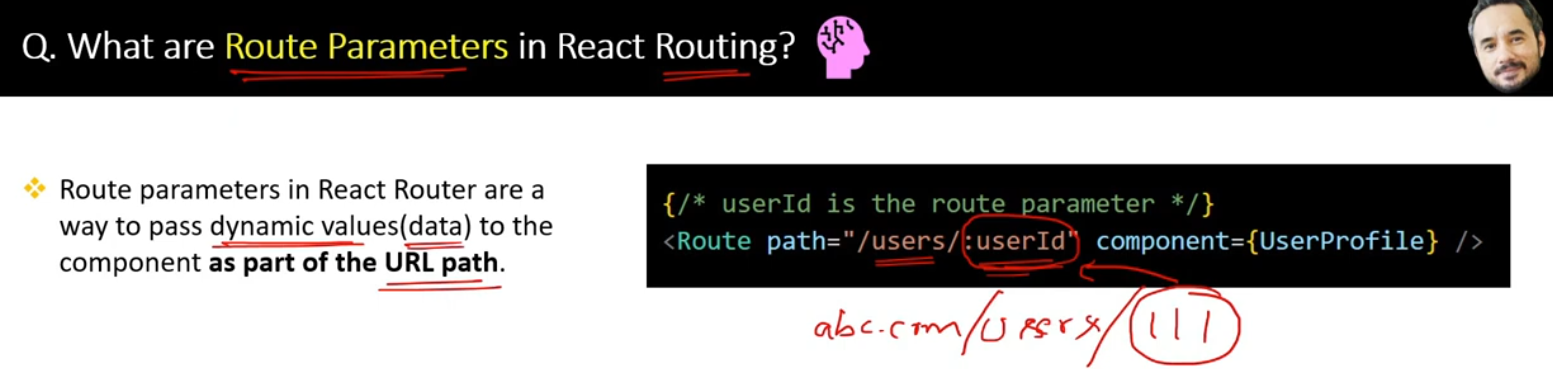 Q. What are Route Parameters in React Routing?
Route parameters in React Router are a
way to pass dynamic values(data) to the
component as part of the URL path.
{/* userId is the route parameter */}
<Route path="/users/:userId" component={UserProfile} />
abc.com/users/111